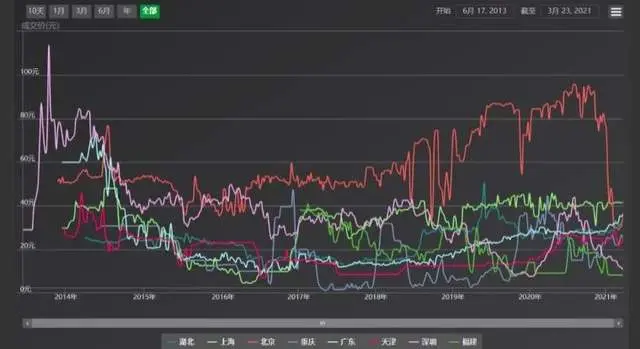 10天 1月 3月 6月 年 全部 开始 6月 17. 2013 截至 3月 23, 2021
成交价(元)
100元
80元
60元
40元
20元
0元
2014年 2015年 2016年 2017年 2018年 2019年 2020年 2021年
湖北 上海 北京 重庆 广东 天津 深圳 福建